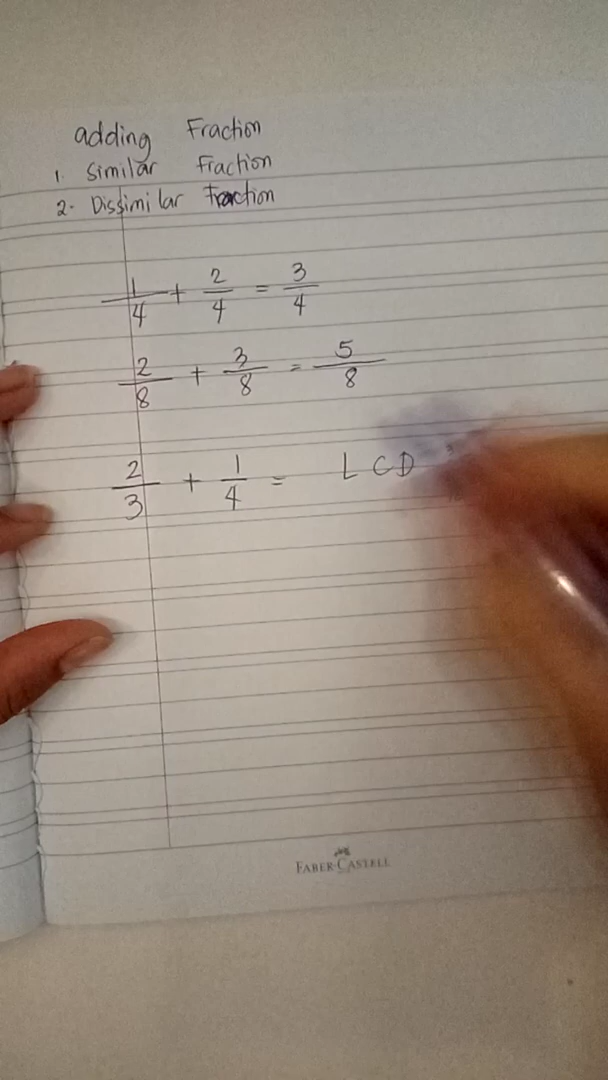 adding Fraction
1. Similar Fraction
2. Dissimilar Fraction
1/4 + 2/4 = 3/4
2/8 + 3/8 = 5/8
2/3 + 1/4 = LCD
FABER-CASTELL